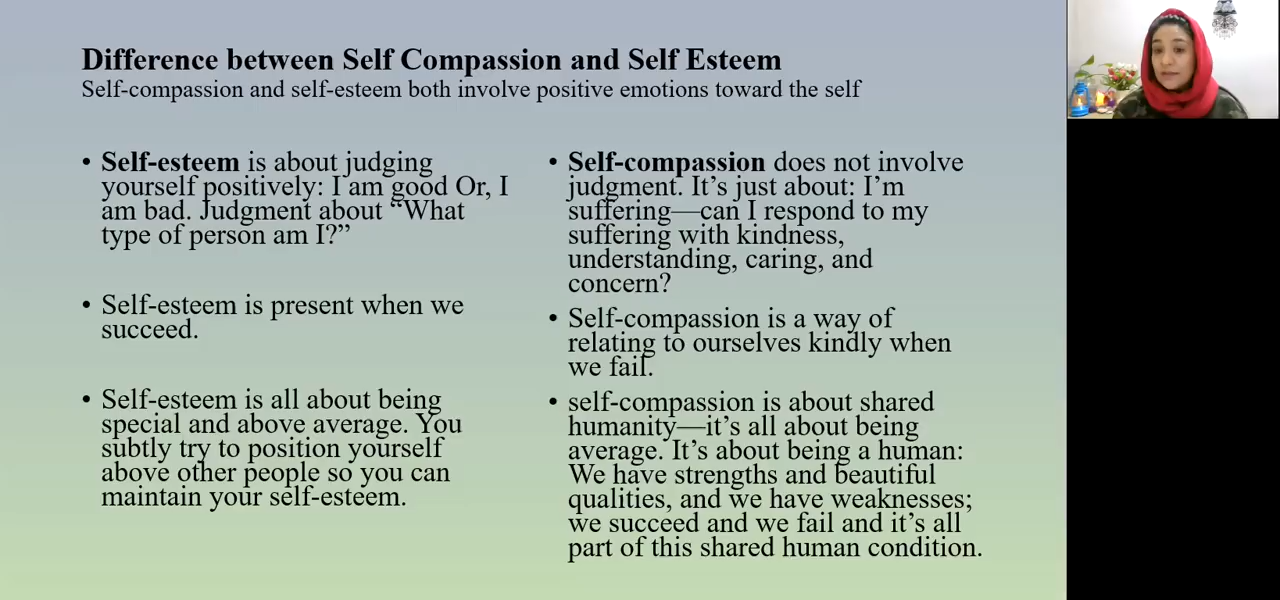 Difference between Self Compassion and Self Esteem
Self-compassion and self-esteem both involve positive emotions toward the self
• Self-esteem is about judging
yourself positively: I am good Or, I
am bad. Judgment about “What
type of person am I?”
• Self-esteem is present when we
succeed.
• Self-esteem is all about being
special and above average. You
subtly try to position yourself
above other people so you can
maintain your self-esteem.
• Self-compassion does not involve
judgment. It’s just about: I’m
suffering—can I respond to my
suffering with kindness,
understanding, caring, and
concern?
• Self-compassion is a way of
relating to ourselves kindly when
we fail.
• self-compassion is about shared
humanity—it’s all about being
average. It’s about being a human:
We have strengths and beautiful
qualities, and we have weaknesses;
we succeed and we fail and it’s all
part of this shared human condition.